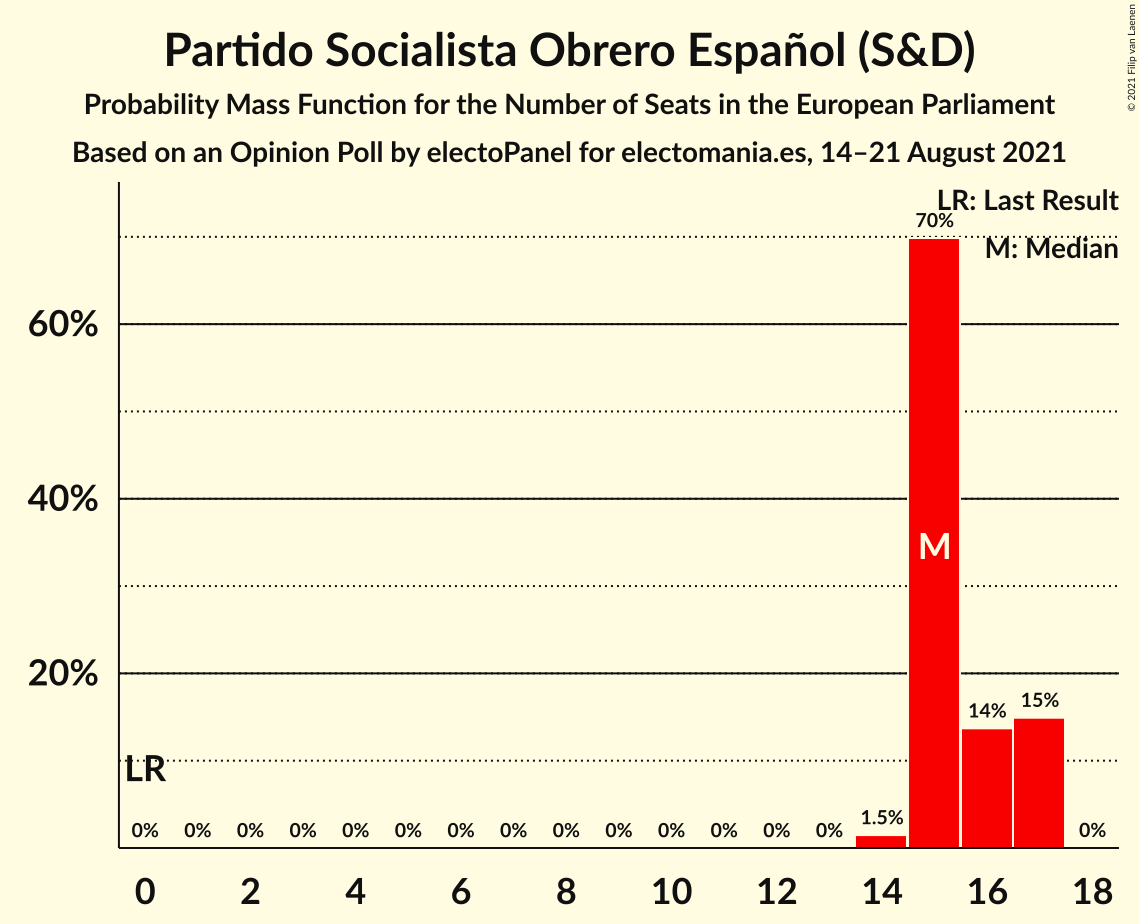 Partido Socialista Obrero Español (S&D)
Probability Mass Function for the Number of Seats in the European Parliament
Based on an Opinion Poll by electoPanel for electomania.es, 14–21 August 2021
© 2021 Filip van Laenen
LR: Last Result
M: Median
70%
60%
40%
M
20%
14%
15%
LR
1.5%
0% 0% 0% 0% 0% 0% 0% 0% 0% 0% 0% 0% 0% 0% 0%
0 2 4 6 8 10 12 14 16 18